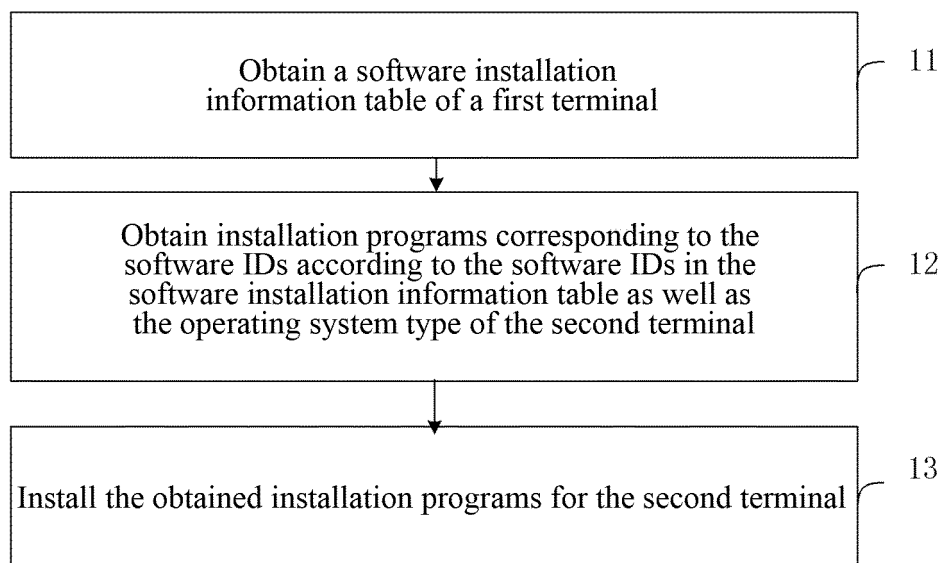 Obtain a software installation
information table of a first terminal
11
Obtain installation programs corresponding to the
software IDs according to the software IDs in the
software installation information table as well as
the operating system type of the second terminal
12
Install the obtained installation programs for the second terminal
13